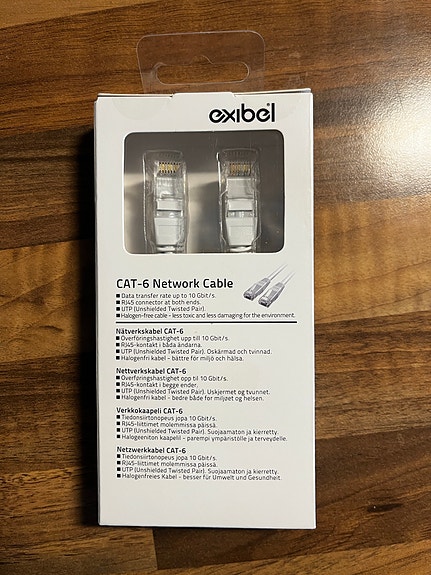 exibel
CAT-6 Network Cable
■ Data transfer rate up to 10 Gbit/s.
■ RJ45 connector at both ends.
■ UTP (Unshielded Twisted Pair).
■ Halogen-free cable - less toxic and less damaging for the environment.
Nätverkskabel CAT-6
■ Överföringshastighet upp till 10 Gbit/s.
■ RJ45-kontakt i båda ändarna.
■ UTP (Unshielded Twisted Pair). Oskärmad och tvinnad.
■ Halogenfri kabel - bättre för miljö och hälsa.
Nettverkskabel CAT-6
■ Overføringshastighet opp til 10 Gbit/s.
■ RJ45-kontakt i begge ender.
■ UTP (Unshielded Twisted Pair). Uskjermet og tvunnet.
■ Halogenfri kabel - bedre både for miljøet og helsen.
Verkkokaapeli CAT-6
■ Tiedonsiirtonopeus jopa 10 Gbit/s.
■ RJ45-liittimet molemmissa päissä.
■ UTP (Unshielded Twisted Pair). Suojaamaton ja kierretty.
■ Halogeeniton kaapelil - parempi ympäristölle ja terveydelle.
Netzwerkkabel CAT-6
■ Tiedonsiirtonopeus jopa 10 Gbit/s.
■ RJ45-liittimet molemmissa päissä.
■ UTP (Unshielded Twisted Pair). Suojaamaton ja kierretty.
■ Halogenfreies Kabel - besser für Umwelt und Gesundheit.